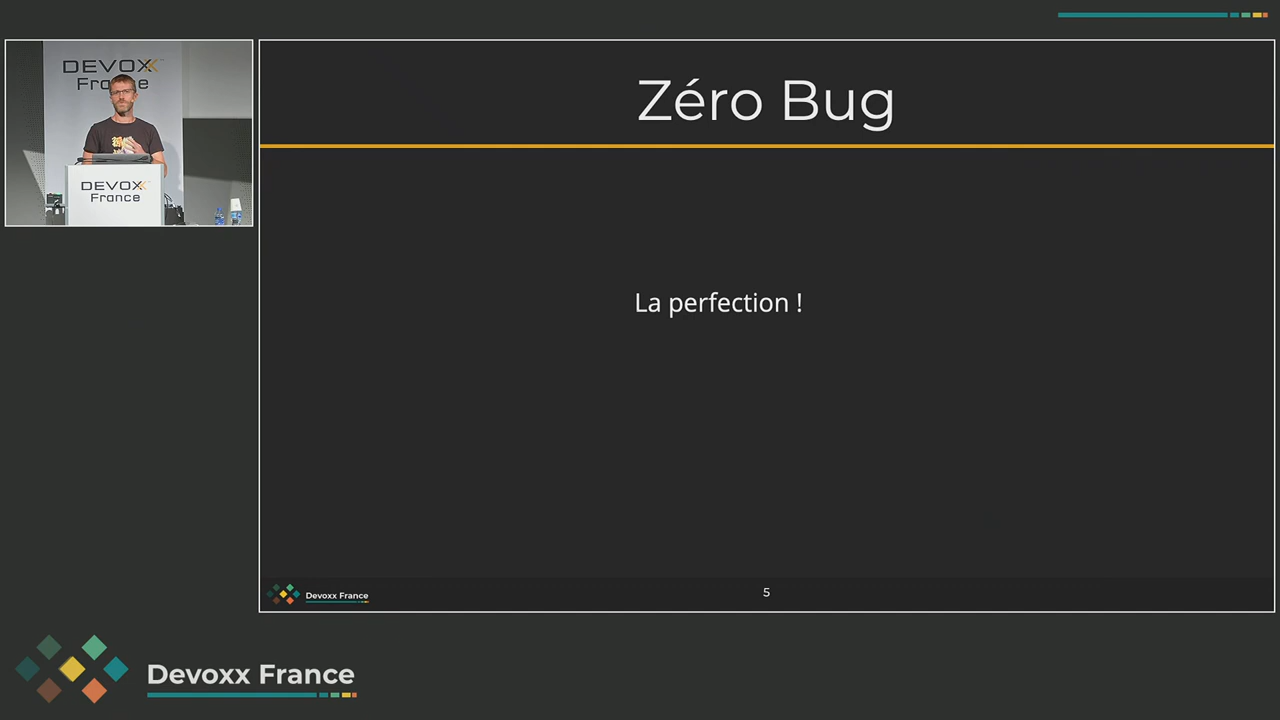 DEVOXX
France
DEVOXX
France
Zéro Bug
La perfection !
Devoxx France
5
Devoxx France